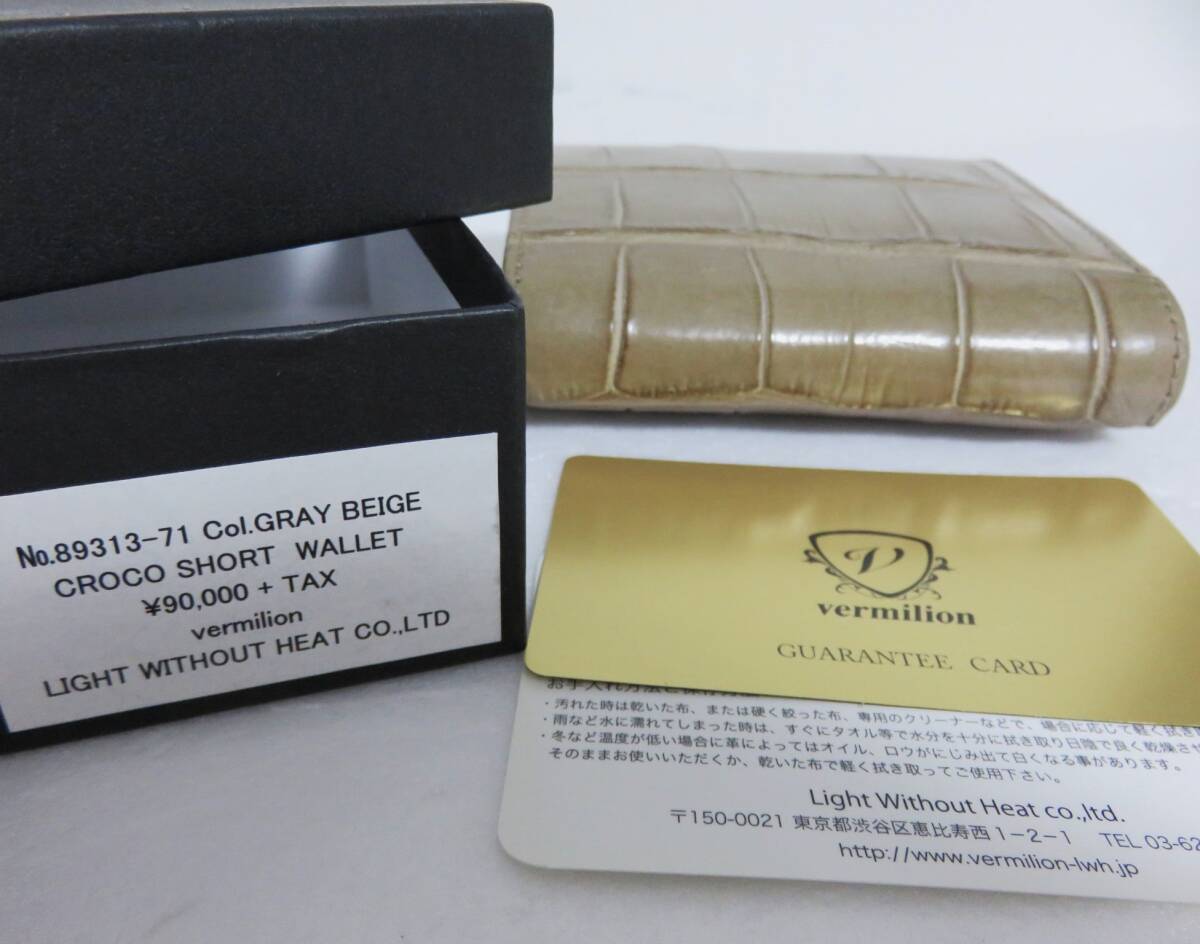 No.89313-71 Col.GRAY BEIGE
CROCO SHORT WALLET
¥90,000 + TAX
vermilion
LIGHT WITHOUT HEAT CO.,LTD
V
vermilion
GUARANTEE CARD
・汚れた時は乾いた布、または硬く絞った布、専用のクリーナーなどで、場合に応じて軽く拭き
・雨など水に濡れてしまった時は、すぐにタオル等で水分を十分に拭き取り日陰で良く乾燥さ
・冬など温度が低い場合に革によってはオイル、ロウがにじみ出て白くなる事があります。
そのままお使いいただくか、乾いた布で軽く拭き取ってご使用下さい。
Light Without Heat co.,ltd.
〒150-0021 東京都渋谷区恵比寿西1-2-1 TEL 03-62
http://www.vermilion-lwh.jp